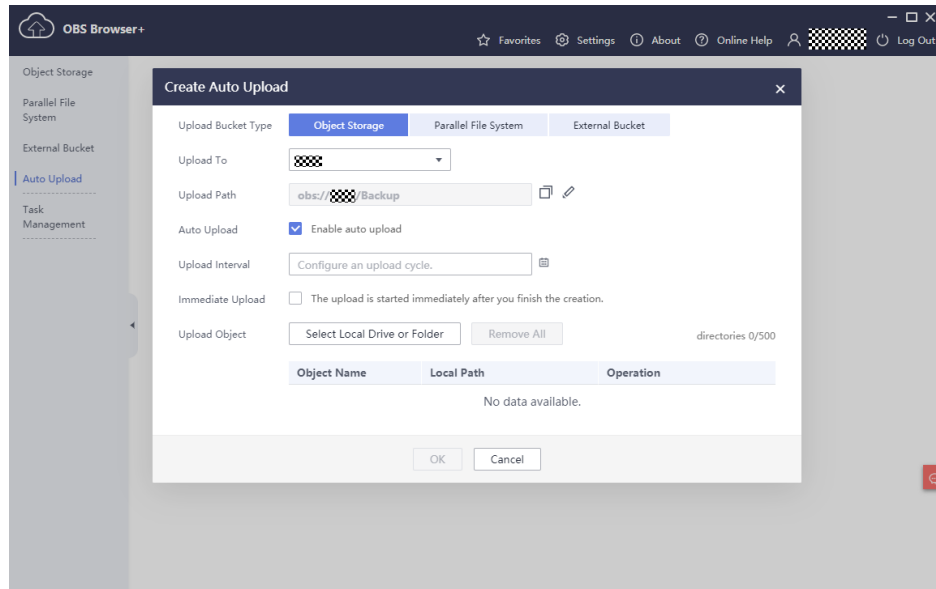 OBS Browser+
Favorites Settings About Online Help Log Out
Object Storage
Parallel File
System
External Bucket
Auto Upload
Task
Management
Create Auto Upload
Upload Bucket Type Object Storage Parallel File System External Bucket
Upload To
Upload Path obs:// /Backup
Auto Upload Enable auto upload
Upload Interval Configure an upload cycle.
Immediate Upload The upload is started immediately after you finish the creation.
Upload Object Select Local Drive or Folder Remove All directories 0/500
Object Name Local Path Operation
No data available.
OK Cancel